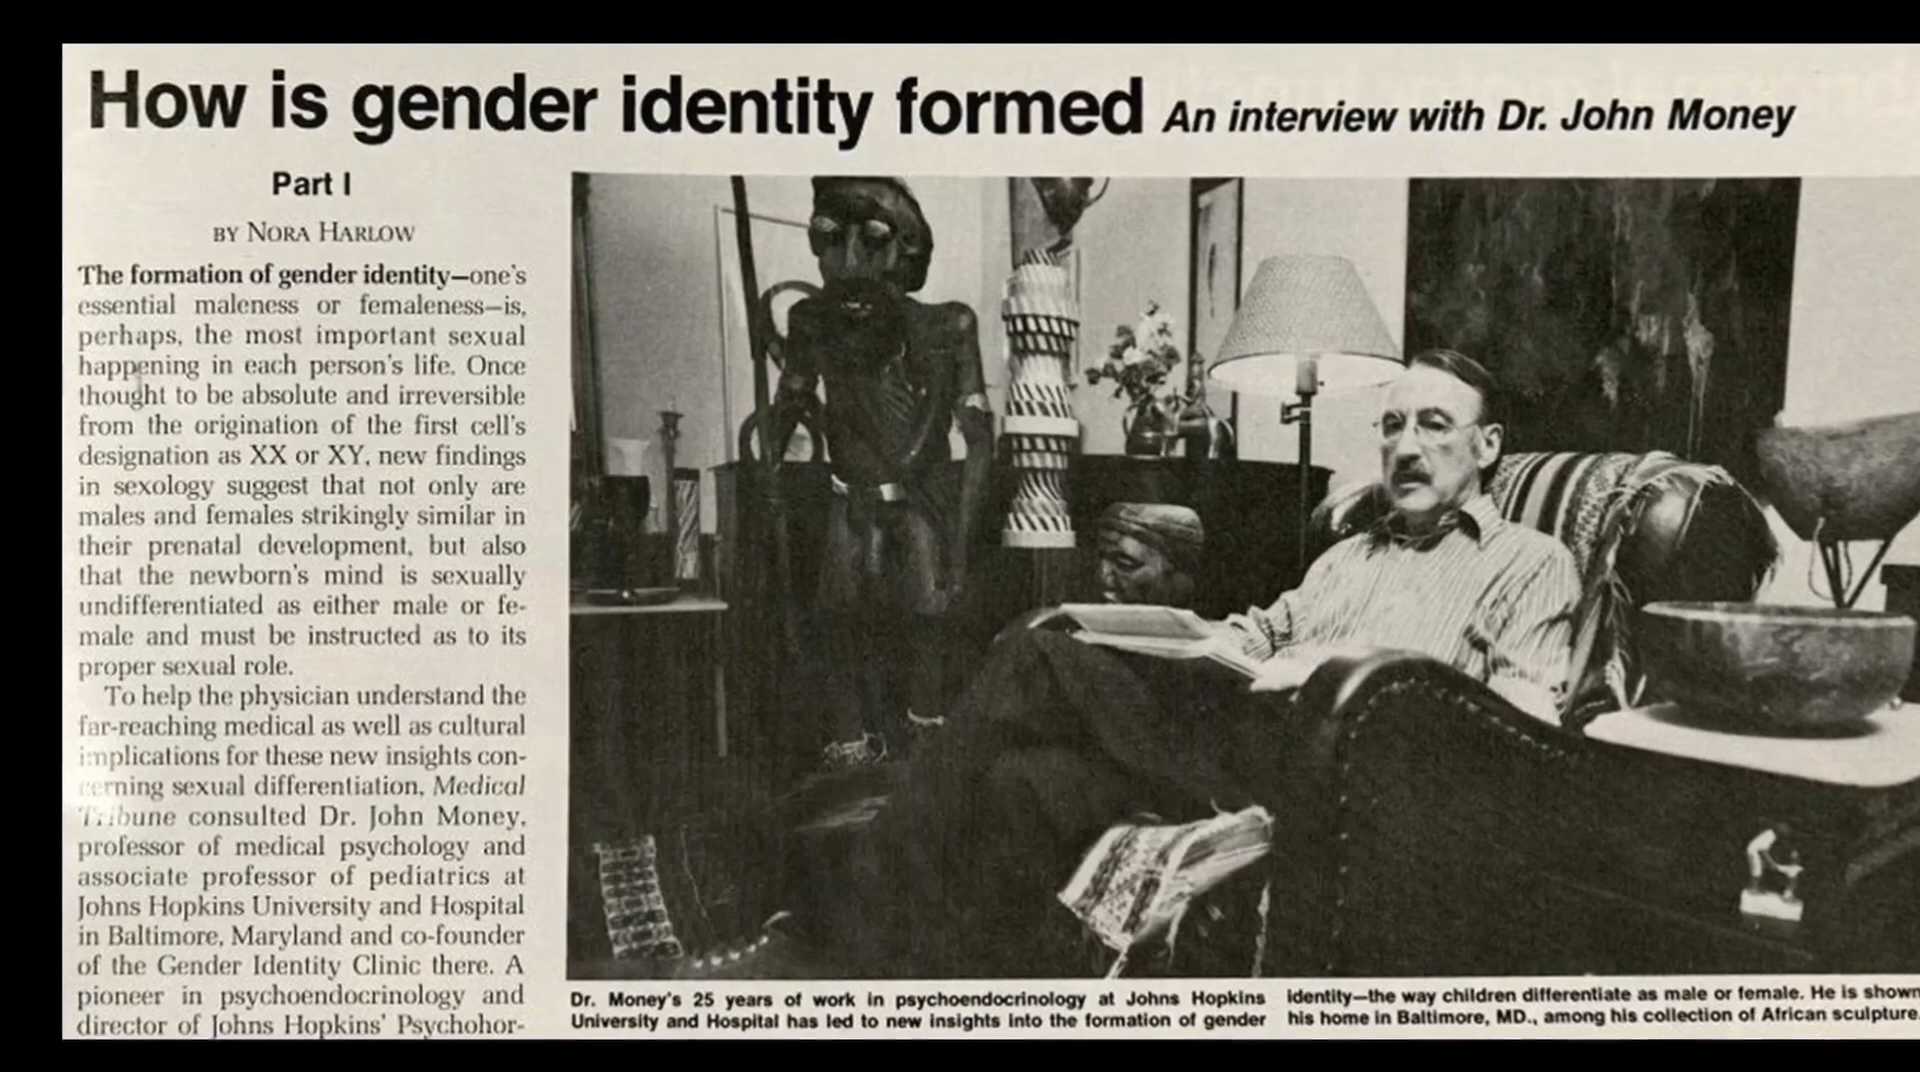 How is gender identity formed An interview with Dr. John Money
Part I
BY NORA HARLOW
The formation of gender identity—one's
essential maleness or femaleness—is,
perhaps, the most important sexual
happening in each person's life. Once
thought to be absolute and irreversible
from the origination of the first cell's
designation as XX or XY, new findings
in sexology suggest that not only are
males and females strikingly similar in
their prenatal development, but also
that the newborn's mind is sexually
undifferentiated as either male or fe-
male and must be instructed as to its
proper sexual role.
To help the physician understand the
far-reaching medical as well as cultural
implications for these new insights con-
cerning sexual differentiation, Medical
Tribune consulted Dr. John Money,
professor of medical psychology and
associate professor of pediatrics at
Johns Hopkins University and Hospital
in Baltimore, Maryland and co-founder
of the Gender Identity Clinic there. A
pioneer in psychoendocrinology and
director of Johns Hopkins' Psychohor-
Dr. Money's 25 years of work in psychoendocrinology at Johns Hopkins
University and Hospital has led to new insights into the formation of gender
identity—the way children differentiate as male or female. He is shown
his home in Baltimore, MD., among his collection of African sculpture.